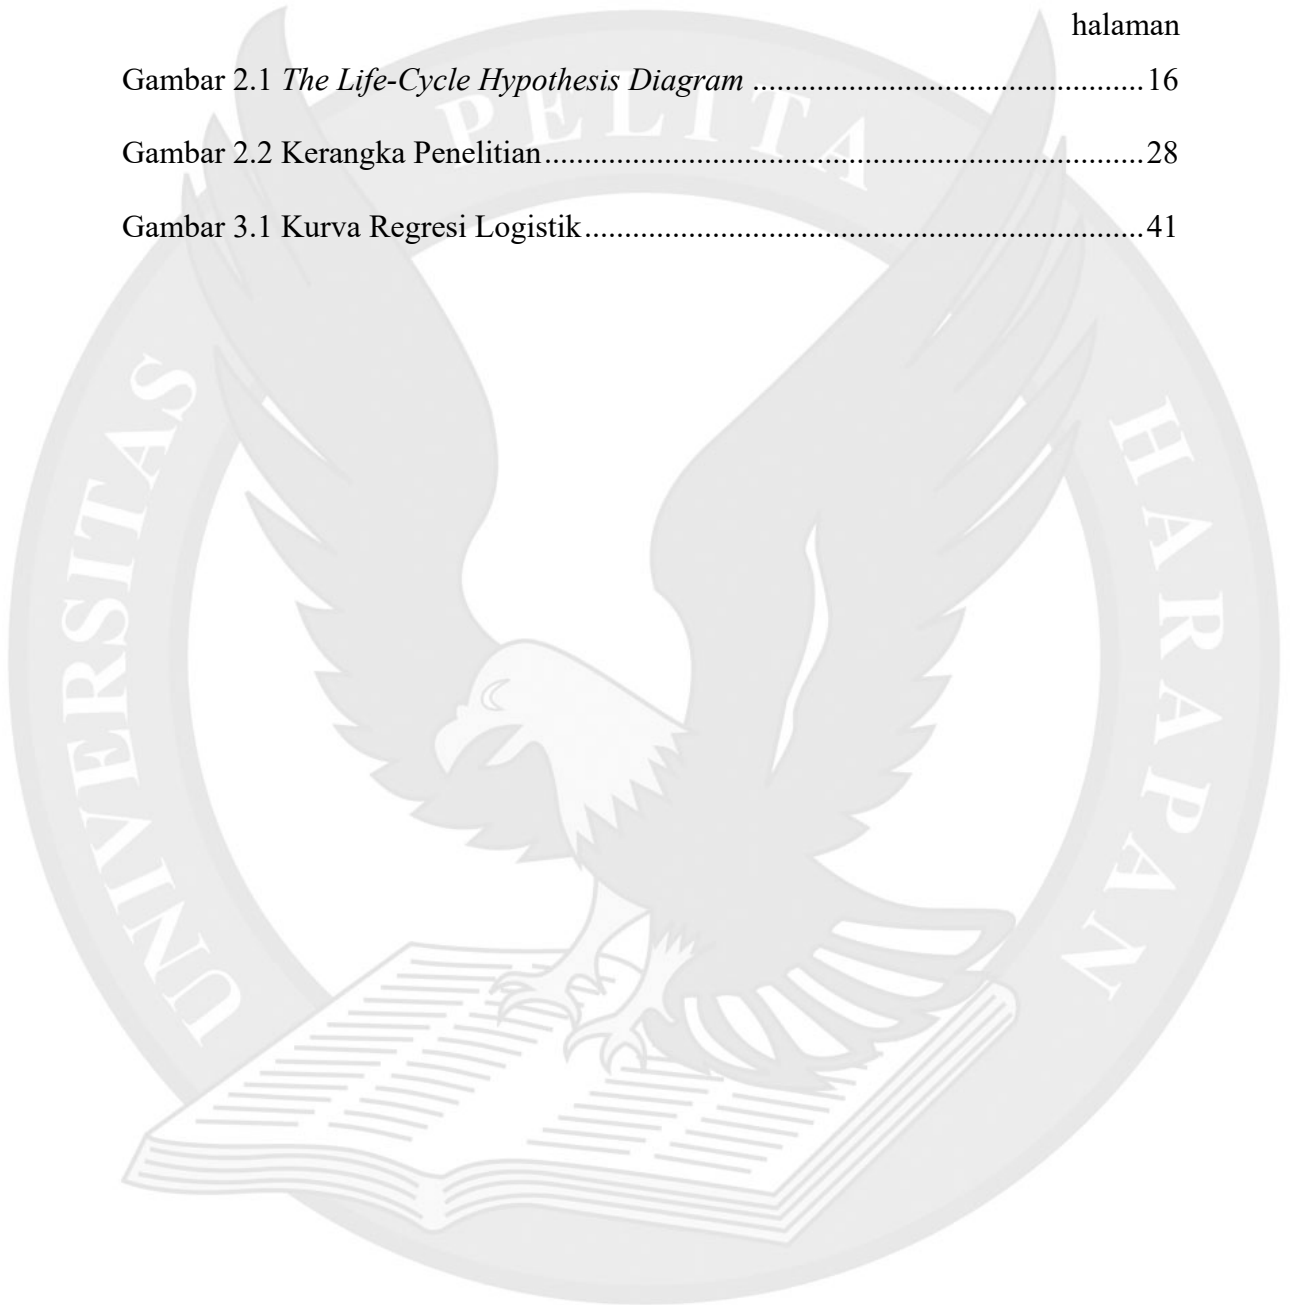 halaman
Gambar 2.1 The Life-Cycle Hypothesis Diagram ................................................ 16
Gambar 2.2 Kerangka Penelitian .......................................................................... 28
Gambar 3.1 Kurva Regresi Logistik ..................................................................... 41
UNIVERSITAS PELITA HARAPAN